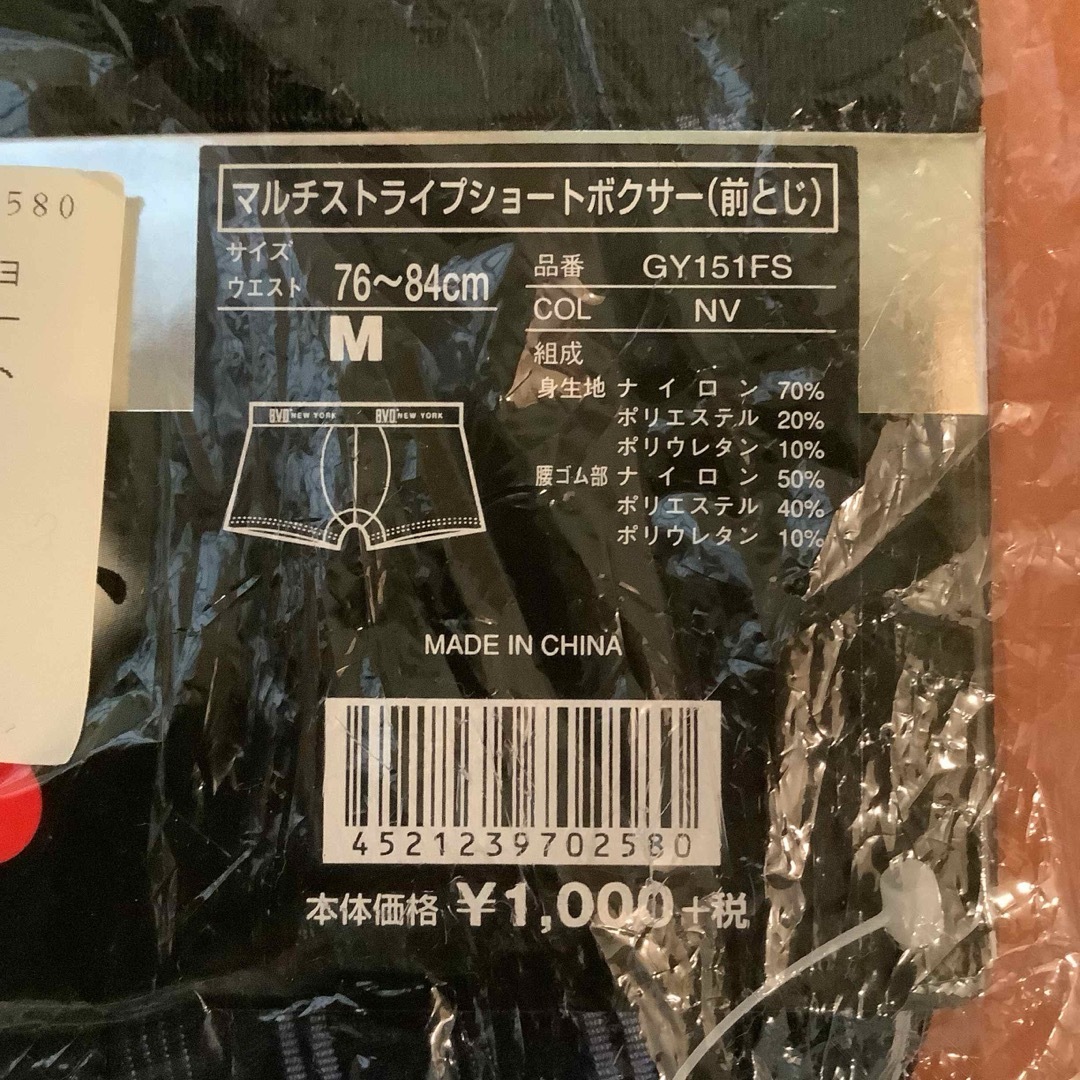 580
ョ
ー
マルチストライプショートボクサー(前とじ)
サイズ
ウエスト 76〜84cm
M
品番 GY151FS
COL NV
組成
身生地 ナイロン 70%
ポリエステル 20%
ポリウレタン 10%
腰ゴム部 ナイロン 50%
ポリエステル 40%
ポリウレタン 10%
BVD NEW YORK BVD NEW YORK
MADE IN CHINA
4521239702580
本体価格 ¥1,000+税